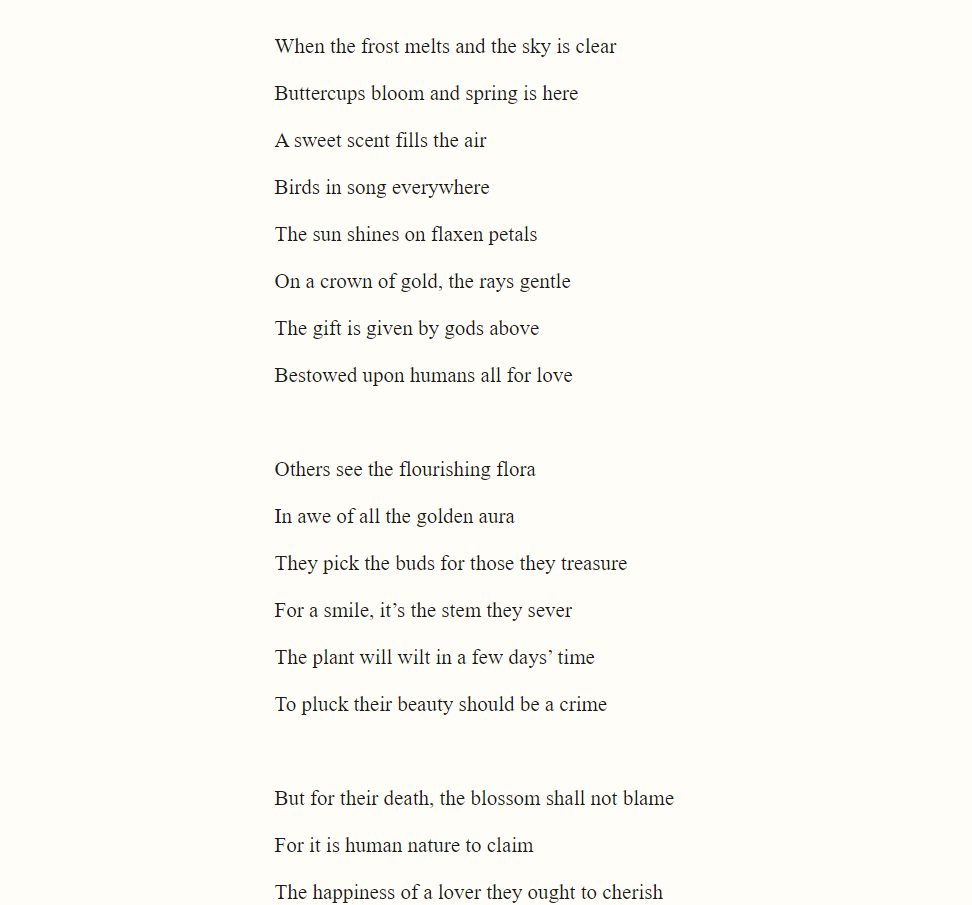 When the frost melts and the sky is clear
Buttercups bloom and spring is here
A sweet scent fills the air
Birds in song everywhere
The sun shines on flaxen petals
On a crown of gold, the rays gentle
The gift is given by gods above
Bestowed upon humans all for love
Others see the flourishing flora
In awe of all the golden aura
They pick the buds for those they treasure
For a smile, it’s the stem they sever
The plant will wilt in a few days’ time
To pluck their beauty should be a crime
But for their death, the blossom shall not blame
For it is human nature to claim
The happiness of a lover they ought to cherish